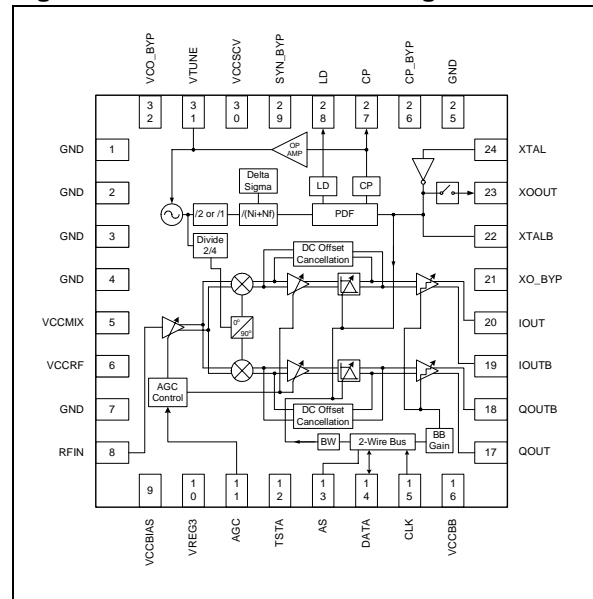 VCO_BYP
VTUNE
VCCSCV
SYN_BYP
LD
CP
CP_BYP
GND
32
31
30
29
28
27
26
25
GND 1
GND 2
GND 3
GND 4
VCCMIX 5
VCCRF 6
GND 7
RFIN 8
24 XTAL
23 XOOUT
22 XTALB
21 XO_BYP
20 IOUT
19 IOUTB
18 QOUTB
17 QOUT
OP
AMP
Delta
Sigma
LD
CP
/2 or /1
/(Ni+Nf)
PDF
Divide
2/4
DC Offset
Cancellation
0°
90°
AGC
Control
DC Offset
Cancellation
BW
2-Wire Bus
BB
Gain
9
10
11
12
13
14
15
16
VCCBIAS
VREG3
AGC
TSTA
AS
DATA
CLK
VCCBB